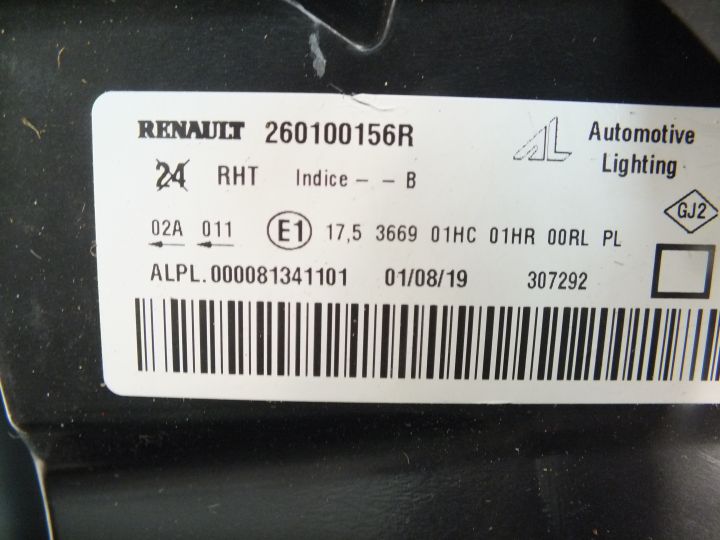 RENAULT 260100156R
AL Automotive Lighting
24 RHT Indice - - B
GJ2
02A 011 E1 17,5 3669 01HC 01HR 00RL PL
ALPL.000081341101 01/08/19 307292